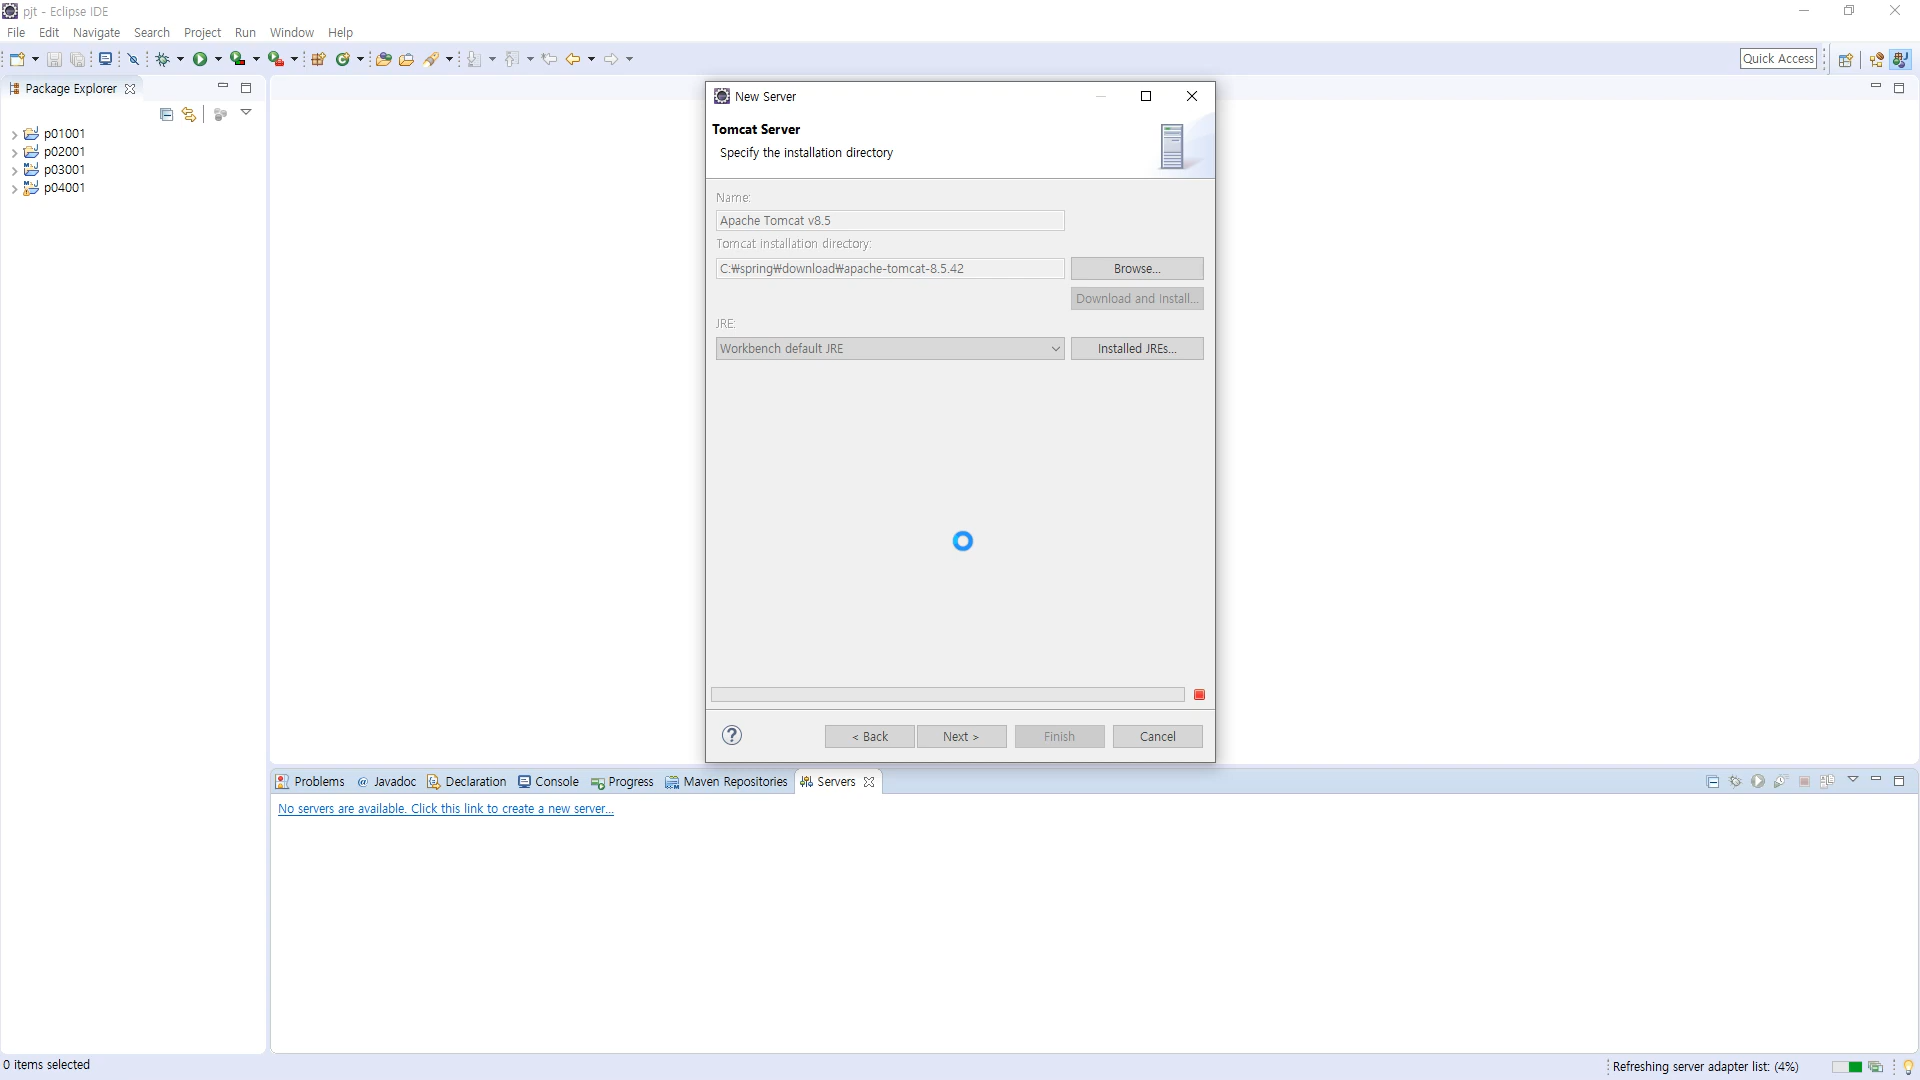 pjt - Eclipse IDE
File Edit Navigate Search Project Run Window Help
Quick Access
Package Explorer
p01001
p02001
p03001
p04001
New Server
Tomcat Server
Specify the installation directory
Name:
Apache Tomcat v8.5
Tomcat installation directory:
C:₩spring₩download₩apache-tomcat-8.5.42
Browse...
Download and Install...
JRE:
Workbench default JRE
Installed JREs...
< Back
Next >
Finish
Cancel
Problems
Javadoc
Declaration
Console
Progress
Maven Repositories
Servers
No servers are available. Click this link to create a new server...
0 items selected
Refreshing server adapter list: (4%)